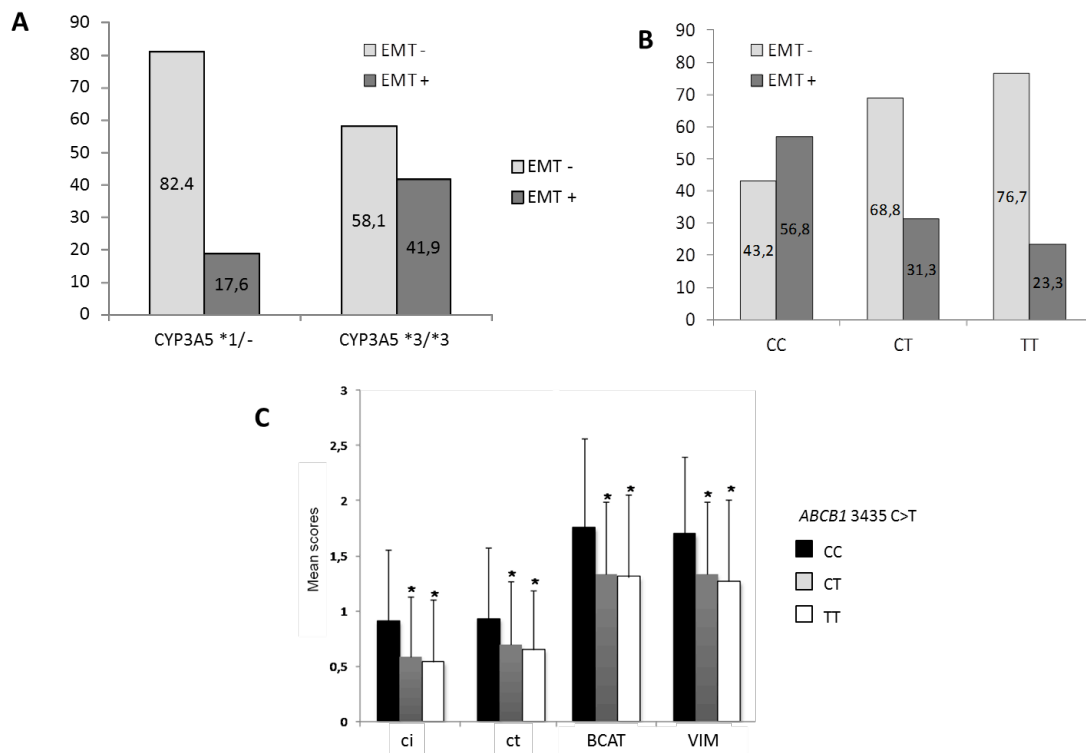 A
90
80
70
60
50
40
30
20
10
0
EMT -
EMT +
82.4
17,6
58,1
41,9
CYP3A5 *1/-
CYP3A5 *3/*3
EMT -
EMT +
B
90
80
70
60
50
40
30
20
10
0
EMT -
EMT +
43,2
56,8
68,8
31,3
76,7
23,3
CC
CT
TT
C
Mean scores
3
2,5
2
1,5
1
0,5
0
* *
* *
* *
* *
ci
ct
BCAT
VIM
ABCB1 3435 C>T
CC
CT
TT